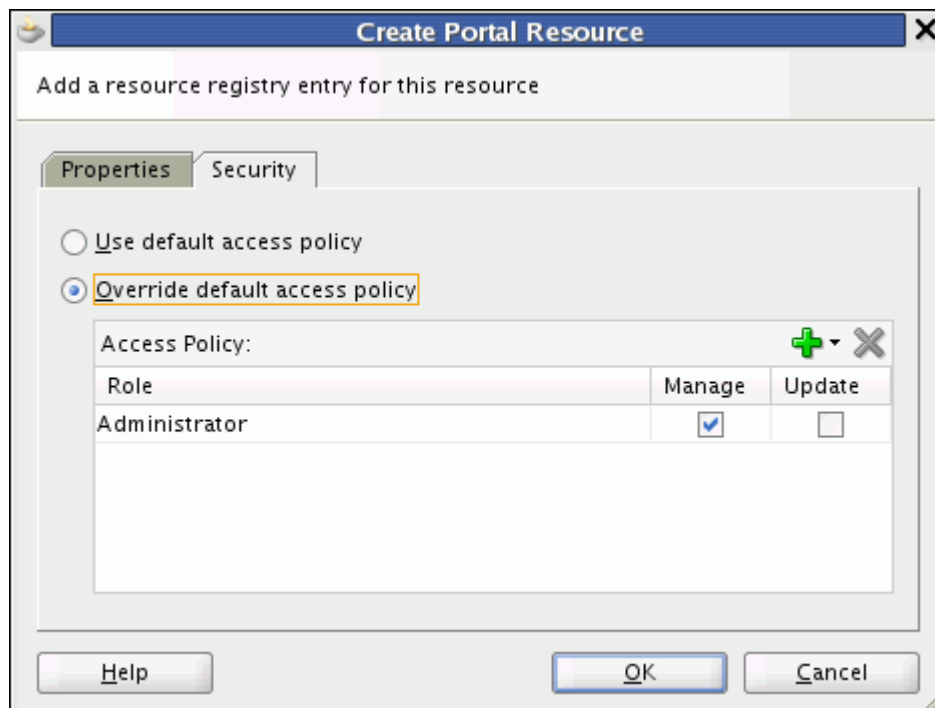 Create Portal Resource
Add a resource registry entry for this resource
Properties Security
Use default access policy
Override default access policy
Access Policy:
Role Manage Update
Administrator
Help OK Cancel